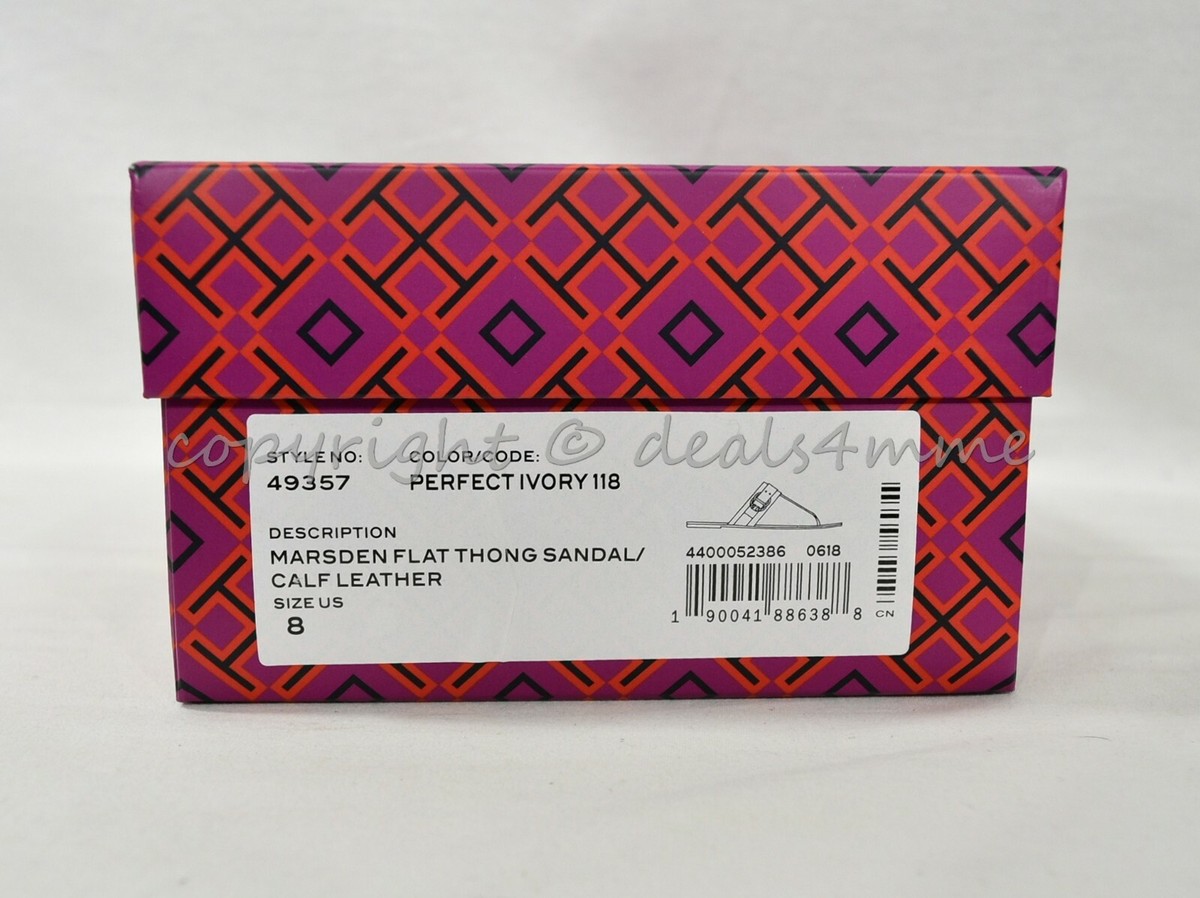 copyright © deals4mme
STYLE NO: COLOR/CODE:
49357 PERFECT IVORY 118
DESCRIPTION
MARSDEN FLAT THONG SANDAL/
CALF LEATHER
SIZE US
8
4400052386 0618
1 90041 88638 8
CN